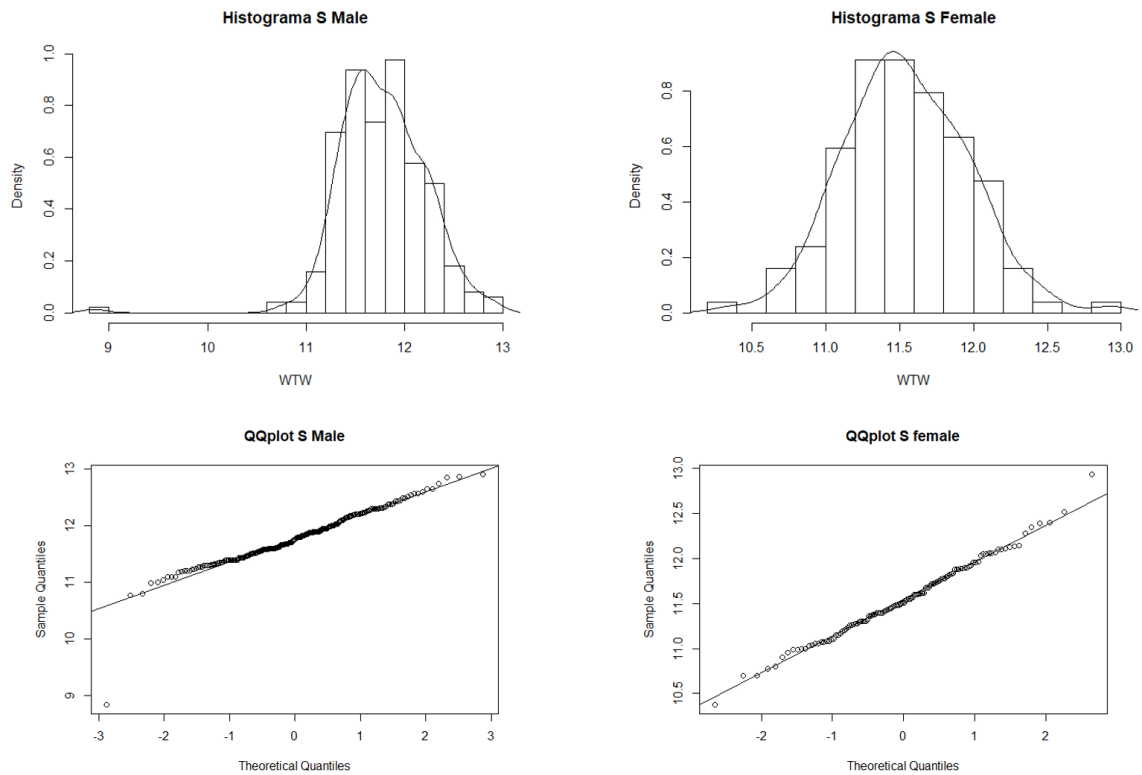 Histograma S Male
Density
0.0 0.2 0.4 0.6 0.8 1.0
9 10 11 12 13
WTW
Histograma S Female
Density
0.0 0.2 0.4 0.6 0.8
10.5 11.0 11.5 12.0 12.5 13.0
WTW
QQplot S Male
Sample Quantiles
9 10 11 12 13
-3 -2 -1 0 1 2 3
Theoretical Quantiles
QQplot S female
Sample Quantiles
10.5 11.0 11.5 12.0 12.5 13.0
-2 -1 0 1 2
Theoretical Quantiles